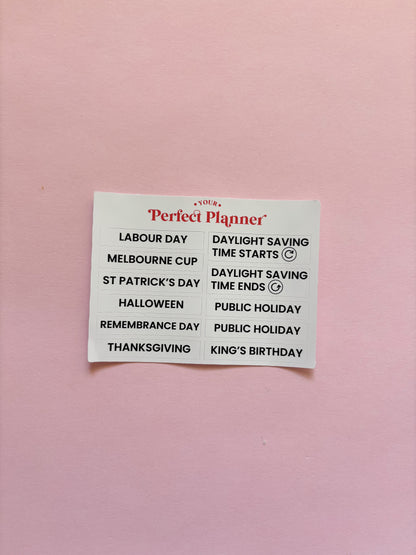 • YOUR •
Perfect Planner
LABOUR DAY
MELBOURNE CUP
ST PATRICK'S DAY
HALLOWEEN
REMEMBRANCE DAY
THANKSGIVING
DAYLIGHT SAVING
TIME STARTS
DAYLIGHT SAVING
TIME ENDS
PUBLIC HOLIDAY
PUBLIC HOLIDAY
KING'S BIRTHDAY